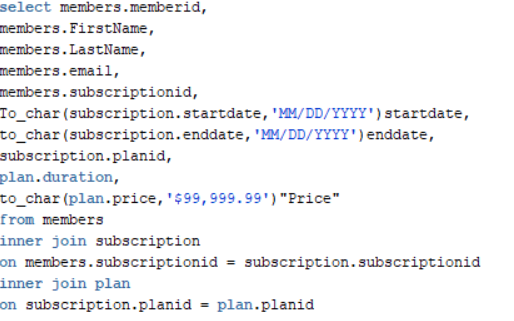 select members.memberid,
members.FirstName,
members.LastName,
members.email,
members.subscriptionid,
To_char(subscription.startdate,'MM/DD/YYYY')startdate,
to_char(subscription.enddate,'MM/DD/YYYY')enddate,
subscription.planid,
plan.duration,
to_char(plan.price,'$99,999.99')"Price"
from members
inner join subscription
on members.subscriptionid = subscription.subscriptionid
inner join plan
on subscription.planid = plan.planid